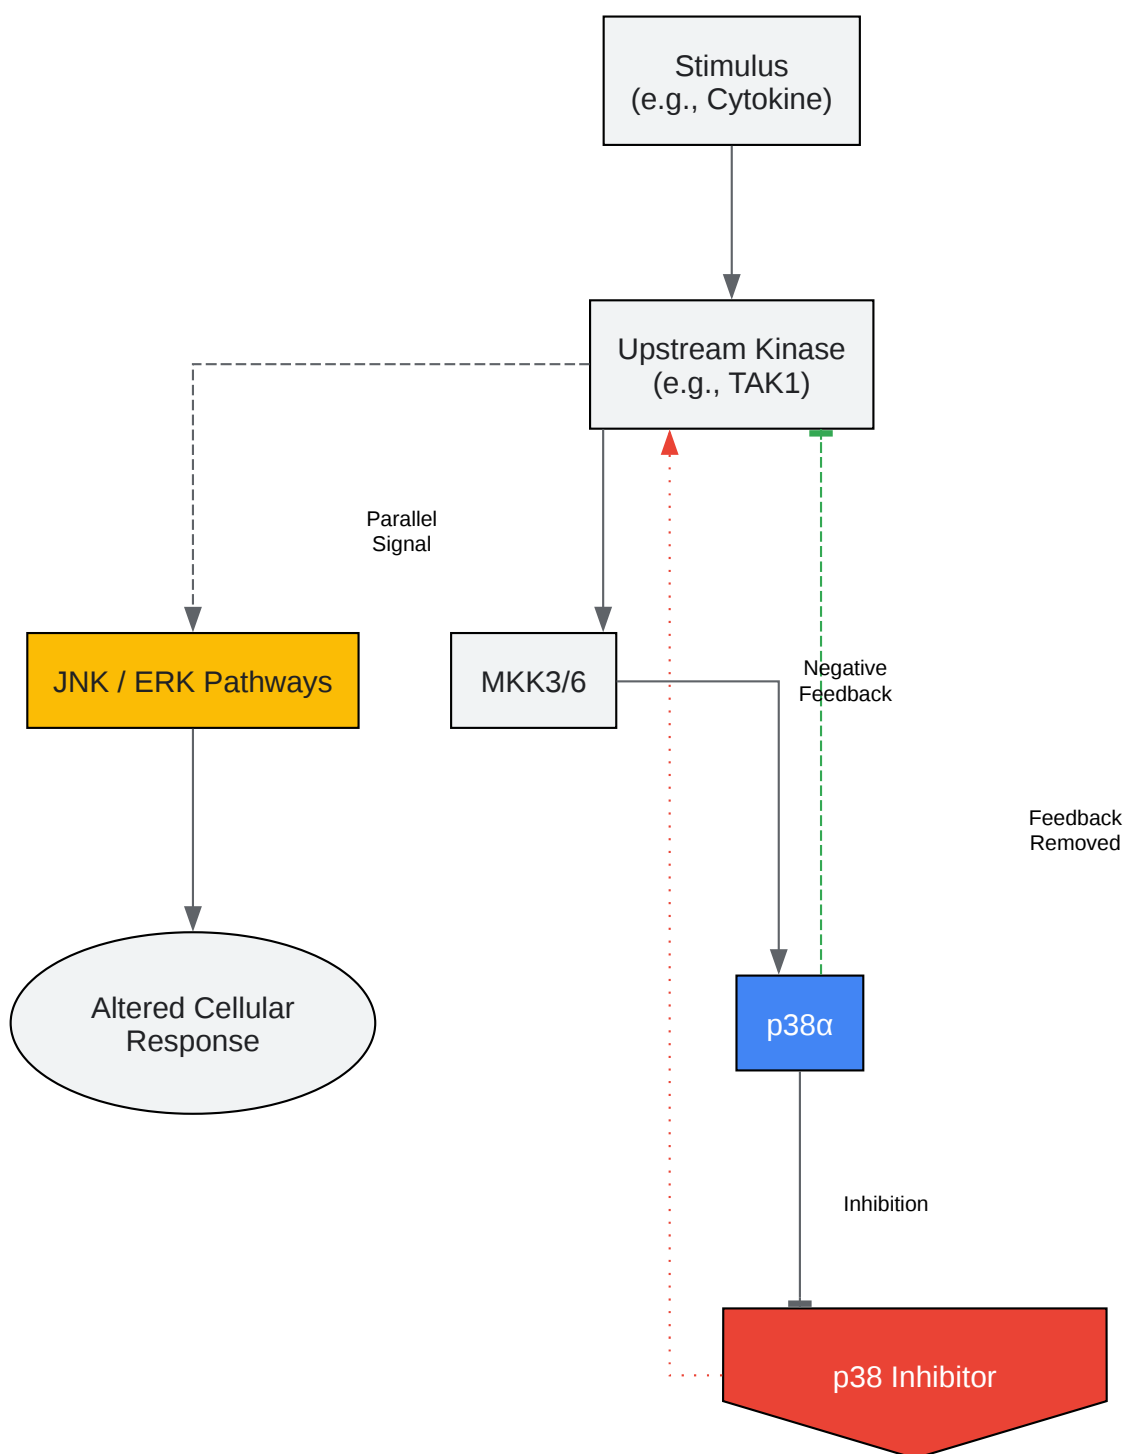 Stimulus
(e.g., Cytokine)
Upstream Kinase
(e.g., TAK1)
Parallel
Signal
JNK / ERK Pathways
MKK3/6
Negative
Feedback
Feedback
Removed
Altered Cellular
Response
p38α
Inhibition
p38 Inhibitor